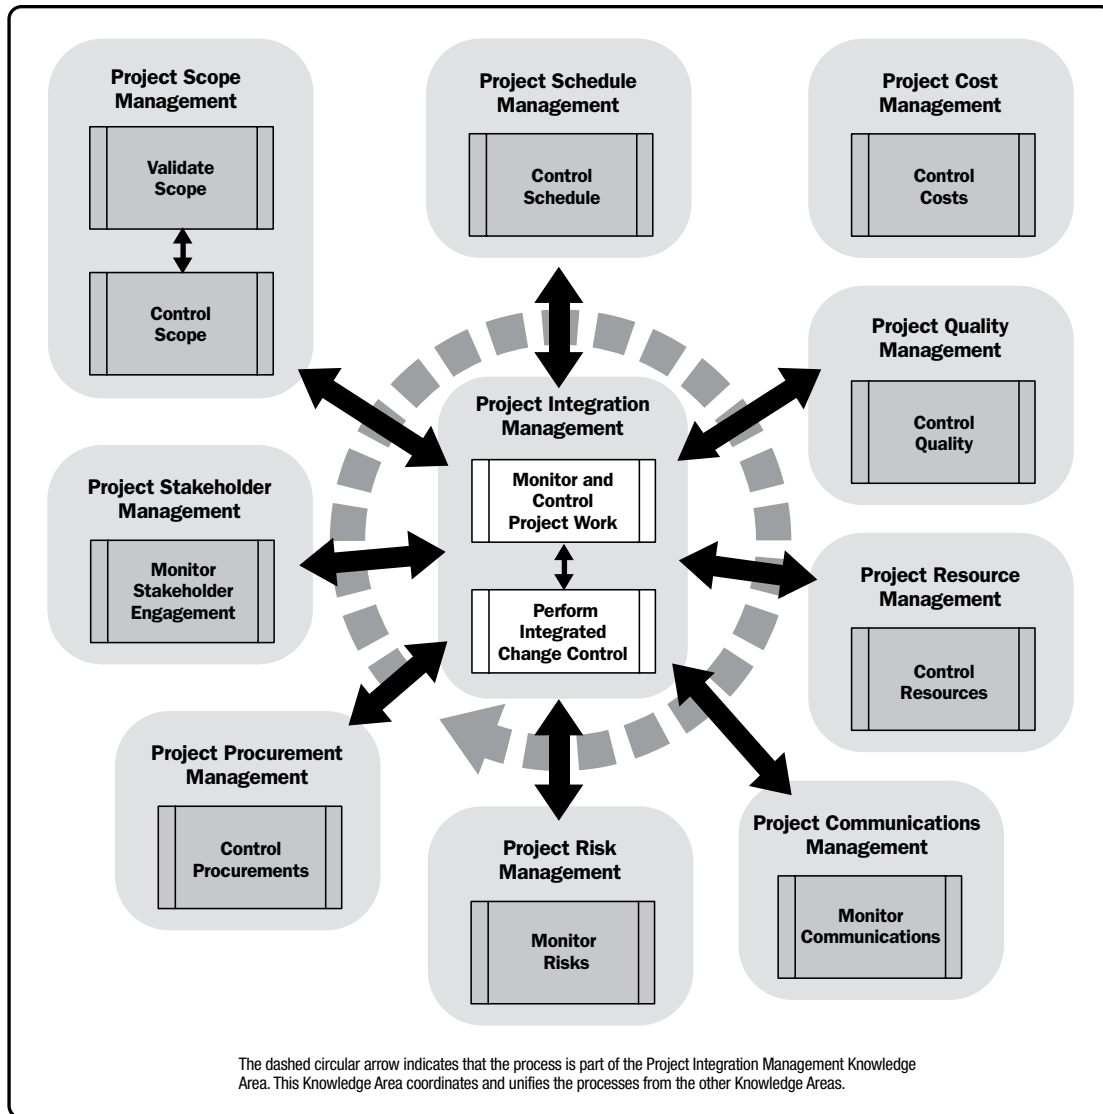 Project Scope
Management
Validate
Scope
Control
Scope
Project Schedule
Management
Control
Schedule
Project Cost
Management
Control
Costs
Project Quality
Management
Control
Quality
Project Integration
Management
Monitor and
Control
Project Work
Perform
Integrated
Change Control
Project Stakeholder
Management
Monitor
Stakeholder
Engagement
Project Resource
Management
Control
Resources
Project Procurement
Management
Control
Procurements
Project Risk
Management
Monitor
Risks
Project Communications
Management
Monitor
Communications
The dashed circular arrow indicates that the process is part of the Project Integration Management Knowledge
Area. This Knowledge Area coordinates and unifies the processes from the other Knowledge Areas.